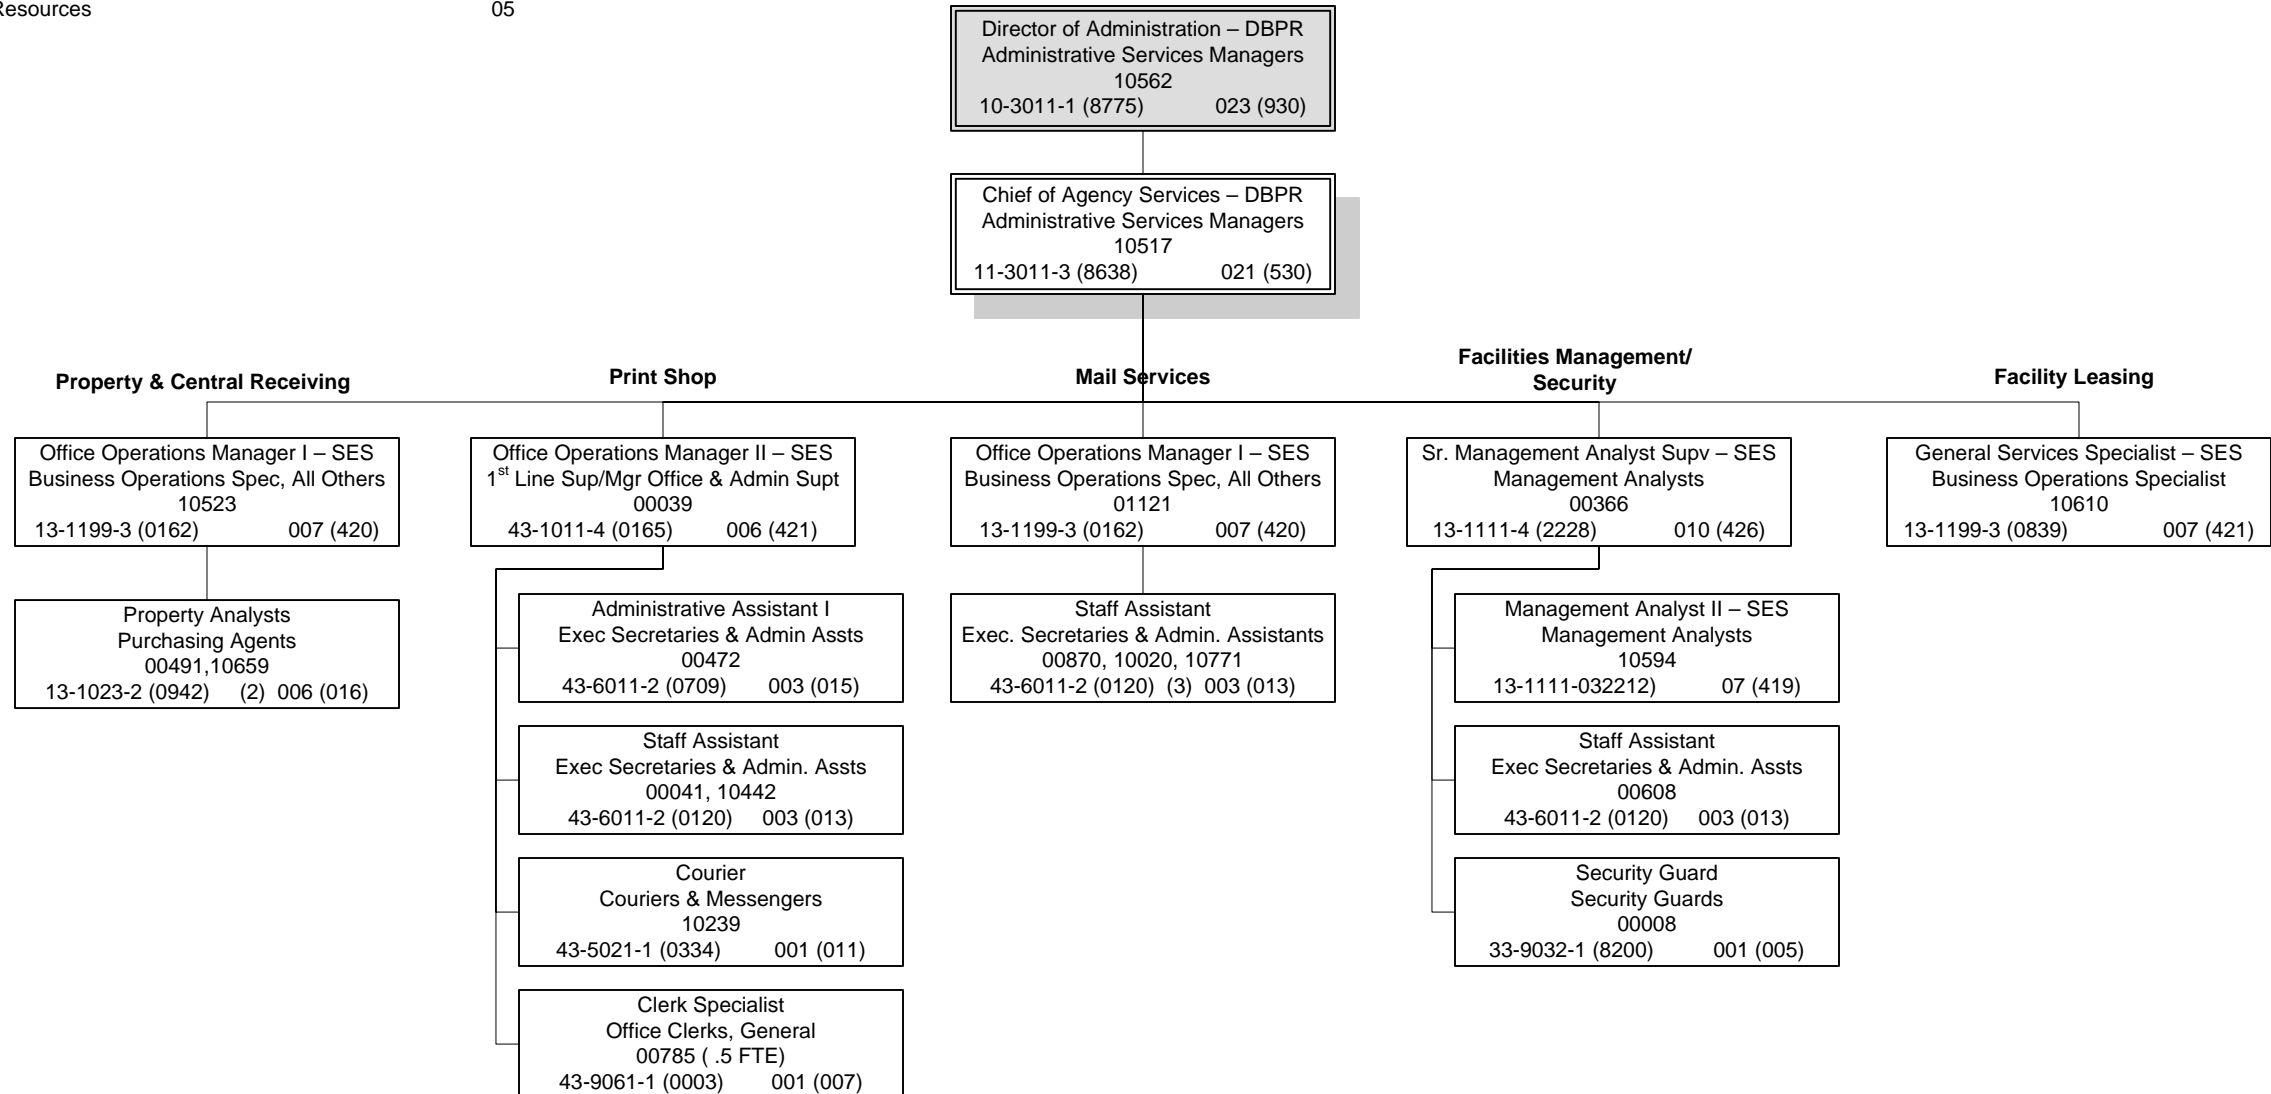 Resources 05
Director of Administration – DBPR
Administrative Services Managers
10562
10-3011-1 (8775) 023 (930)
Chief of Agency Services – DBPR
Administrative Services Managers
10517
11-3011-3 (8638) 021 (530)
Property & Central Receiving
Office Operations Manager I – SES
Business Operations Spec, All Others
10523
13-1199-3 (0162) 007 (420)
Property Analysts
Purchasing Agents
00491,10659
13-1023-2 (0942) (2) 006 (016)
Print Shop
Office Operations Manager II – SES
1st Line Sup/Mgr Office & Admin Supt
00039
43-1011-4 (0165) 006 (421)
Administrative Assistant I
Exec Secretaries & Admin Assts
00472
43-6011-2 (0709) 003 (015)
Staff Assistant
Exec Secretaries & Admin. Assts
00041, 10442
43-6011-2 (0120) 003 (013)
Courier
Couriers & Messengers
10239
43-5021-1 (0334) 001 (011)
Clerk Specialist
Office Clerks, General
00785 ( .5 FTE)
43-9061-1 (0003) 001 (007)
Mail Services
Office Operations Manager I – SES
Business Operations Spec, All Others
01121
13-1199-3 (0162) 007 (420)
Staff Assistant
Exec. Secretaries & Admin. Assistants
00870, 10020, 10771
43-6011-2 (0120) (3) 003 (013)
Facilities Management/
Security
Sr. Management Analyst Supv – SES
Management Analysts
00366
13-1111-4 (2228) 010 (426)
Management Analyst II – SES
Management Analysts
10594
13-1111-032212) 07 (419)
Staff Assistant
Exec Secretaries & Admin. Assts
00608
43-6011-2 (0120) 003 (013)
Security Guard
Security Guards
00008
33-9032-1 (8200) 001 (005)
Facility Leasing
General Services Specialist – SES
Business Operations Specialist
10610
13-1199-3 (0839) 007 (421)